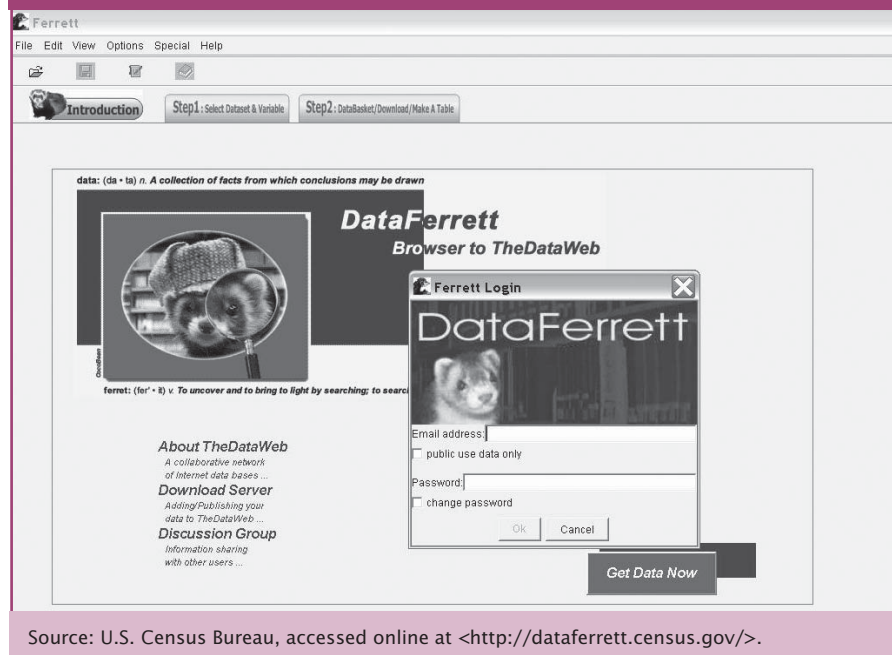 Ferrett
File Edit View Options Special Help
Introduction
Step1 : Select Dataset & Variable
Step2 : DataBasket/Download/Make A Table
data: (da • ta) n. A collection of facts from which conclusions may be drawn
DataFerrett
Browser to TheDataWeb
ferret: (fer' • it) v. To uncover and to bring to light by searching; to searc
About TheDataWeb
A collaborative network
of Internet data bases ...
Download Server
Adding/Publishing your
data to TheDataWeb ...
Discussion Group
Information sharing
with other users ...
Ferrett Login
DataFerrett
Email address:
public use data only
Password:
change password
Ok Cancel
Get Data Now
Source: U.S. Census Bureau, accessed online at <http://dataferrett.census.gov/>.